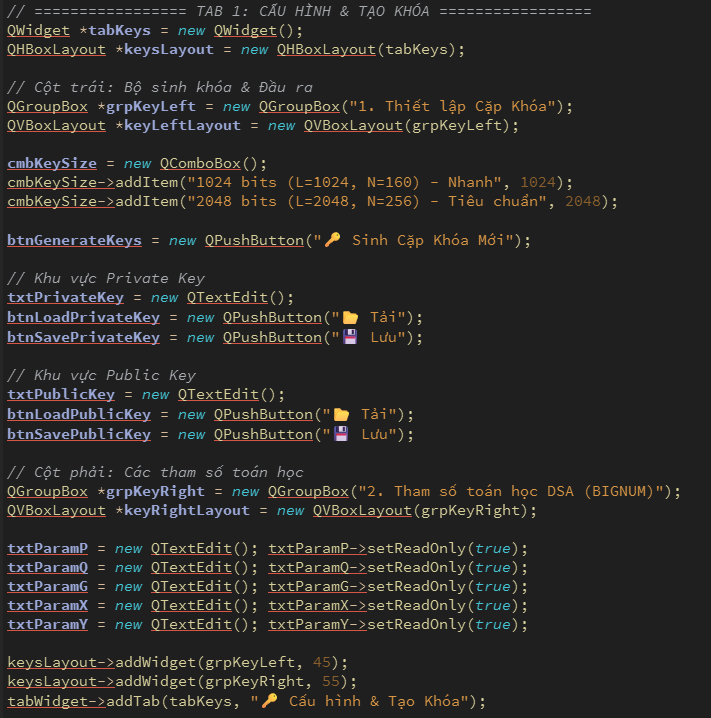 // ================= TAB 1: CẤU HÌNH & TẠO KHÓA =================
QWidget *tabKeys = new QWidget();
QHBoxLayout *keysLayout = new QHBoxLayout(tabKeys);
// Cột trái: Bộ sinh khóa & Đầu ra
QGroupBox *grpKeyLeft = new QGroupBox("1. Thiết lập Cặp Khóa");
QVBoxLayout *keyLeftLayout = new QVBoxLayout(grpKeyLeft);
cmbKeySize = new QComboBox();
cmbKeySize->addItem("1024 bits (L=1024, N=160) - Nhanh", 1024);
cmbKeySize->addItem("2048 bits (L=2048, N=256) - Tiêu chuẩn", 2048);
btnGenerateKeys = new QPushButton("🔑 Sinh Cặp Khóa Mới");
// Khu vực Private Key
txtPrivateKey = new QTextEdit();
btnLoadPrivateKey = new QPushButton("📂 Tải");
btnSavePrivateKey = new QPushButton("💾 Lưu");
// Khu vực Public Key
txtPublicKey = new QTextEdit();
btnLoadPublicKey = new QPushButton("📂 Tải");
btnSavePublicKey = new QPushButton("💾 Lưu");
// Cột phải: Các tham số toán học
QGroupBox *grpKeyRight = new QGroupBox("2. Tham số toán học DSA (BIGNUM)");
QVBoxLayout *keyRightLayout = new QVBoxLayout(grpKeyRight);
txtParamP = new QTextEdit(); txtParamP->setReadOnly(true);
txtParamQ = new QTextEdit(); txtParamQ->setReadOnly(true);
txtParamG = new QTextEdit(); txtParamG->setReadOnly(true);
txtParamX = new QTextEdit(); txtParamX->setReadOnly(true);
txtParamY = new QTextEdit(); txtParamY->setReadOnly(true);
keysLayout->addWidget(grpKeyLeft, 45);
keysLayout->addWidget(grpKeyRight, 55);
tabWidget->addTab(tabKeys, "🔑 Cấu hình & Tạo Khóa");